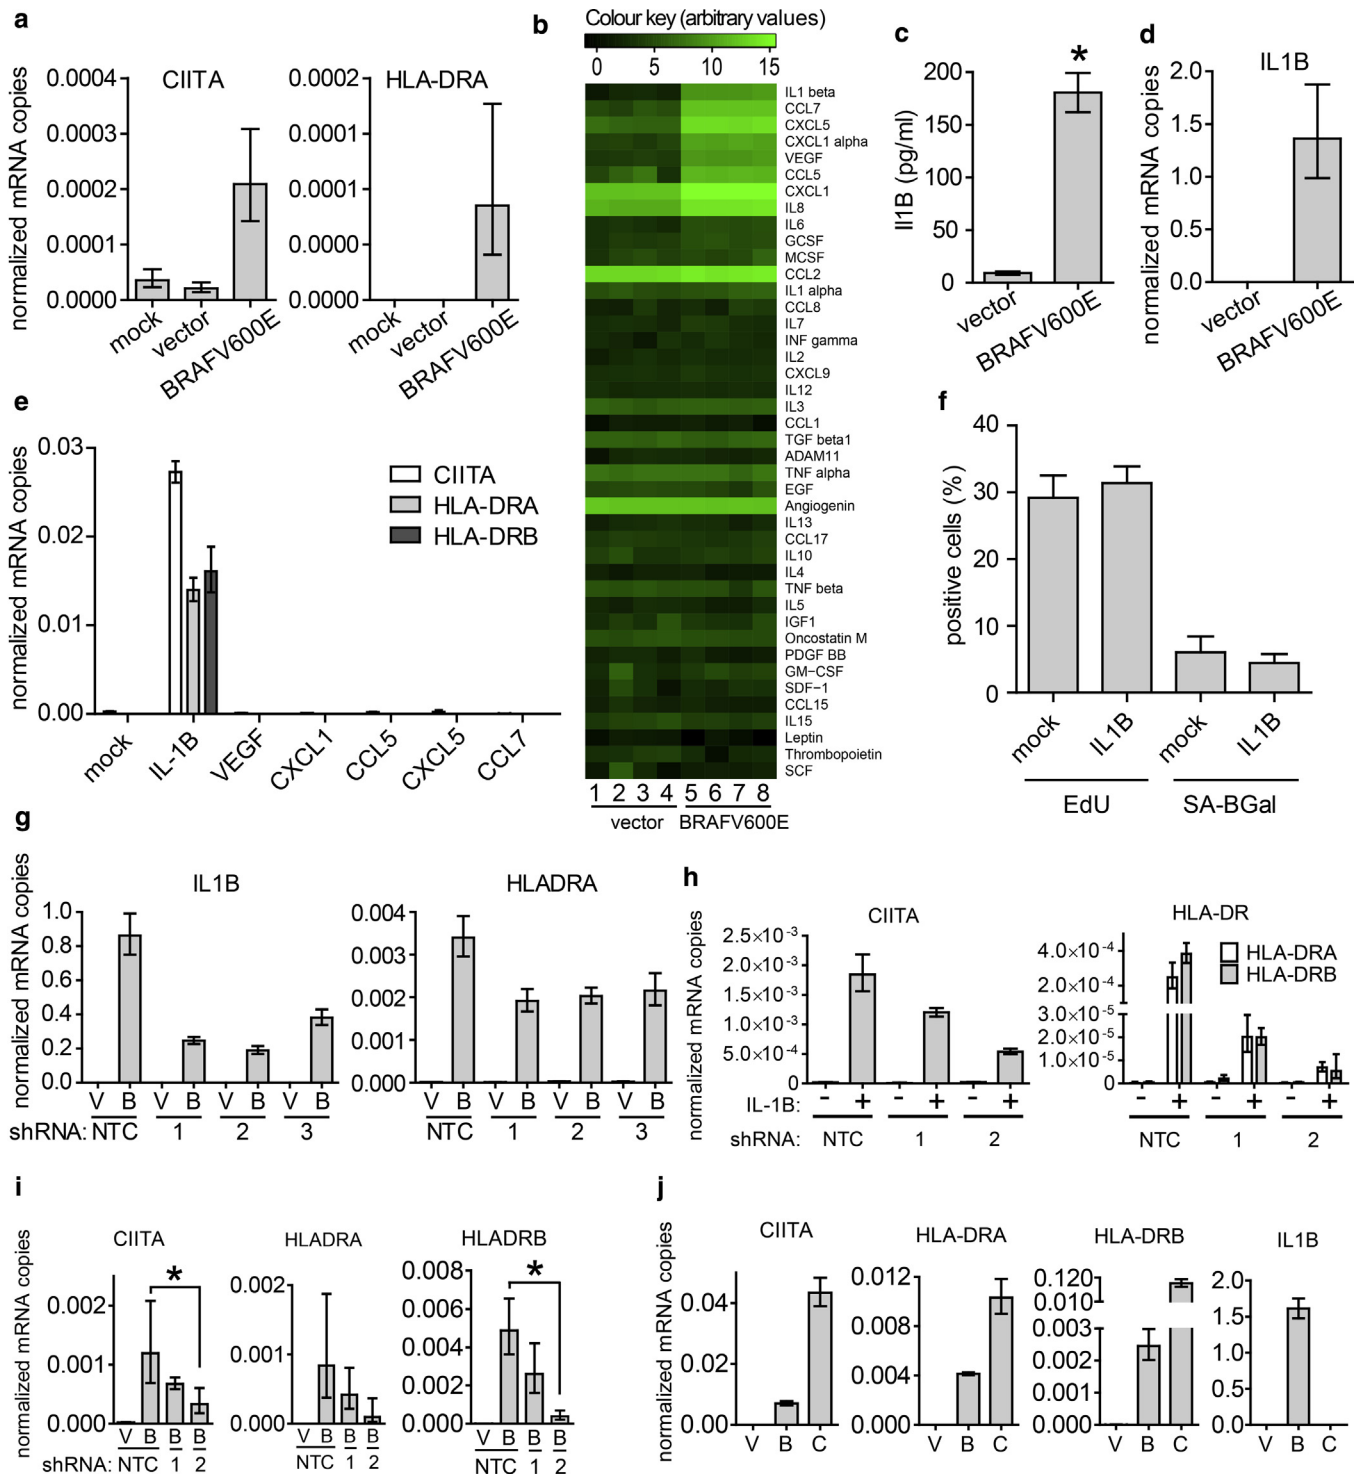 a
CIITA
HLA-DRA
normalized mRNA copies
0.0004
0.0003
0.0002
0.0001
0.0000
mock
vector
BRAFV600E
0.0002
0.0001
0.0001
0.0000
0.0000
mock
vector
BRAFV600E
b
Colour key (arbitrary values)
0 5 10 15
IL1 beta
CCL7
CXCL5
CXCL1 alpha
VEGF
CCL5
CXCL1
IL8
IL6
GCSF
MCSF
CCL2
IL1 alpha
CCL8
IL7
INF gamma
IL2
CXCL9
IL12
IL3
CCL1
TGF beta1
ADAM11
TNF alpha
EGF
Angiogenin
IL13
CCL17
IL10
IL4
TNF beta
IL5
IGF1
Oncostatin M
PDGF BB
GM−CSF
SDF−1
CCL15
IL15
Leptin
Thrombopoietin
SCF
1 2 3 4 5 6 7 8
vector BRAFV600E
c
Il1B (pg/ml)
200
150
100
50
0
*
vector
BRAFV600E
d
IL1B
normalized mRNA copies
2.0
1.5
1.0
0.5
0.0
vector
BRAFV600E
e
normalized mRNA copies
0.03
0.02
0.01
0.00
CIITA
HLA-DRA
HLA-DRB
mock
IL-1B
VEGF
CXCL1
CCL5
CXCL5
CCL7
f
positive cells (%)
40
30
20
10
0
mock
IL1B
mock
IL1B
EdU SA-BGal
g
IL1B
normalized mRNA copies
1.0
0.8
0.6
0.4
0.2
0.0
V B V B V B V B
shRNA: NTC 1 2 3
HLADRA
0.004
0.003
0.002
0.001
0.000
V B V B V B V B
NTC 1 2 3
h
CIITA
normalized mRNA copies
2.5×10⁻³
2.0×10⁻³
1.5×10⁻³
1.0×10⁻³
5.0×10⁻⁴
0
IL-1B: - + - + - +
shRNA: NTC 1 2
HLA-DR
HLA-DRA
HLA-DRB
4.0×10⁻⁴
2.0×10⁻⁴
3.0×10⁻⁵
2.0×10⁻⁵
1.0×10⁻⁵
0
- + - + - +
NTC 1 2
i
CIITA
normalized mRNA copies
0.002
0.001
0.000
*
V B B B
shRNA: NTC 1 2
HLADRA
0.002
0.001
0.000
V B B B
NTC 1 2
HLADRB
0.008
0.006
0.004
0.002
0.000
*
V B B B
NTC 1 2
j
CIITA
normalized mRNA copies
0.04
0.02
0.00
V B C
HLA-DRA
0.012
0.008
0.004
0.000
V B C
HLA-DRB
0.120
0.010
0.003
0.002
0.001
0.000
V B C
IL1B
2.0
1.5
1.0
0.5
0.0
V B C